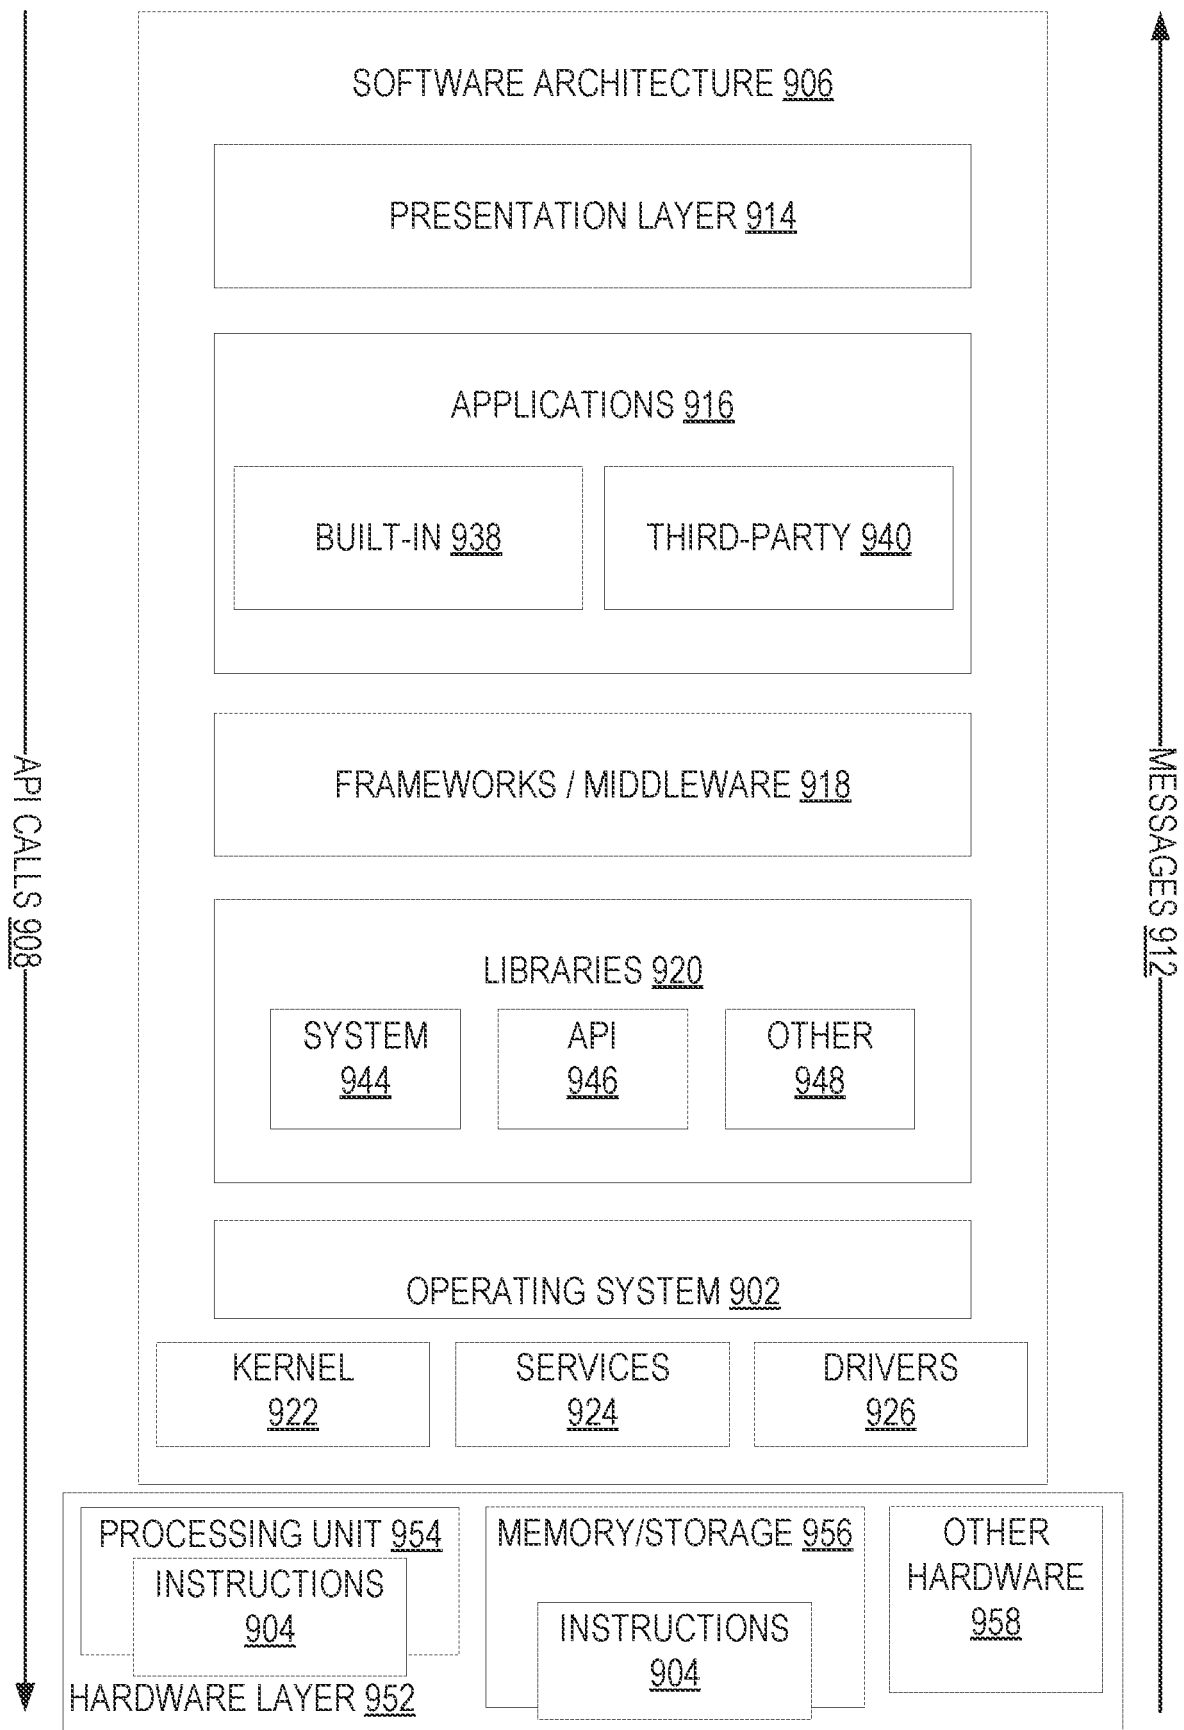 SOFTWARE ARCHITECTURE 906
PRESENTATION LAYER 914
APPLICATIONS 916
BUILT-IN 938
THIRD-PARTY 940
FRAMEWORKS / MIDDLEWARE 918
API CALLS 908
MESSAGES 912
LIBRARIES 920
SYSTEM
944
API
946
OTHER
948
OPERATING SYSTEM 902
KERNEL
922
SERVICES
924
DRIVERS
926
PROCESSING UNIT 954
INSTRUCTIONS
904
MEMORY/STORAGE 956
INSTRUCTIONS
904
OTHER
HARDWARE
958
HARDWARE LAYER 952